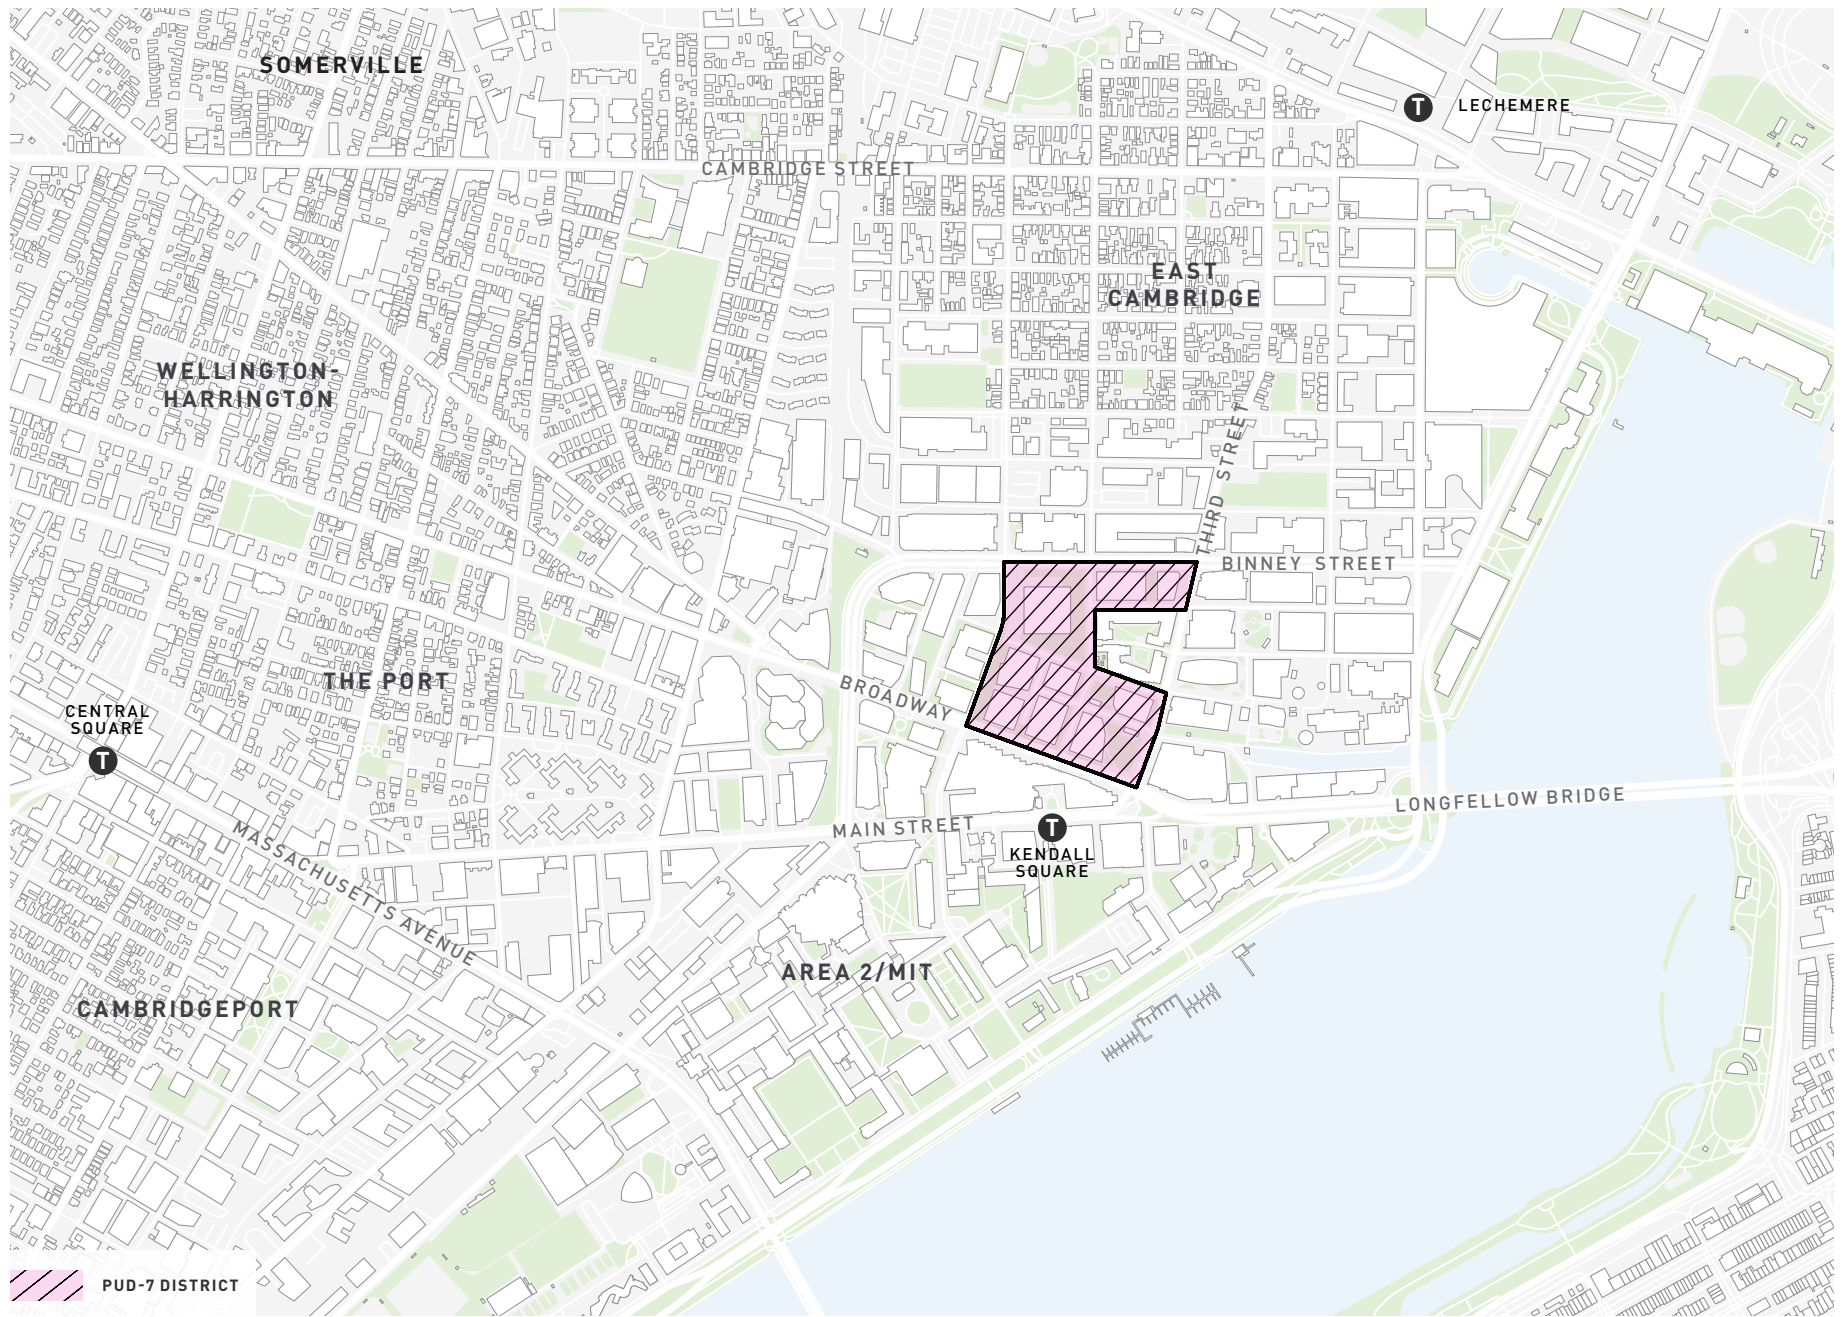 SOMERVILLE
T LECHEMERE
CAMBRIDGE STREET
EAST
CAMBRIDGE
WELLINGTON-
HARRINGTON
THIRD STREET
BINNEY STREET
THE PORT
BROADWAY
CENTRAL
SQUARE
T
LONGFELLOW BRIDGE
MAIN STREET
T
KENDALL
SQUARE
MASSACHUSETTS AVENUE
AREA 2/MIT
CAMBRIDGEPORT
PUD-7 DISTRICT